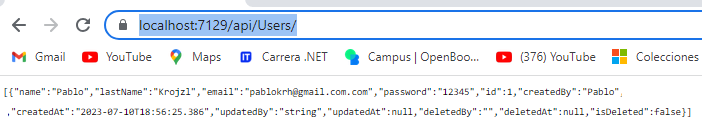 localhost:7129/api/Users/
Gmail YouTube Maps Carrera .NET Campus | OpenBoo... (376) YouTube Colecciones
[{"name":"Pablo","lastName":"Krojzl","email":"pablokrh@gmail.com.com","password":"12345","id":1,"createdBy":"Pablo"
,"createdAt":"2023-07-10T18:56:25.386","updatedBy":"string","updatedAt":null,"deletedBy":"","deletedAt":null,"isDeleted":false}]